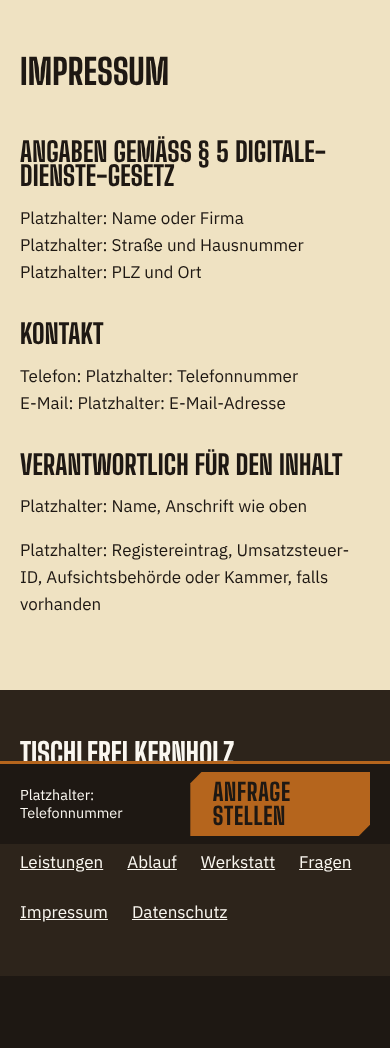 IMPRESSUM
ANGABEN GEMÄSS § 5 DIGITALE-
DIENSTE-GESETZ
Platzhalter: Name oder Firma
Platzhalter: Straße und Hausnummer
Platzhalter: PLZ und Ort
KONTAKT
Telefon: Platzhalter: Telefonnummer
E-Mail: Platzhalter: E-Mail-Adresse
VERANTWORTLICH FÜR DEN INHALT
Platzhalter: Name, Anschrift wie oben
Platzhalter: Registereintrag, Umsatzsteuer-
ID, Aufsichtsbehörde oder Kammer, falls
vorhanden
TISCHLEREI KERNHOLZ
Platzhalter:
Telefonnummer
ANFRAGE
STELLEN
Leistungen Ablauf Werkstatt Fragen
Impressum Datenschutz